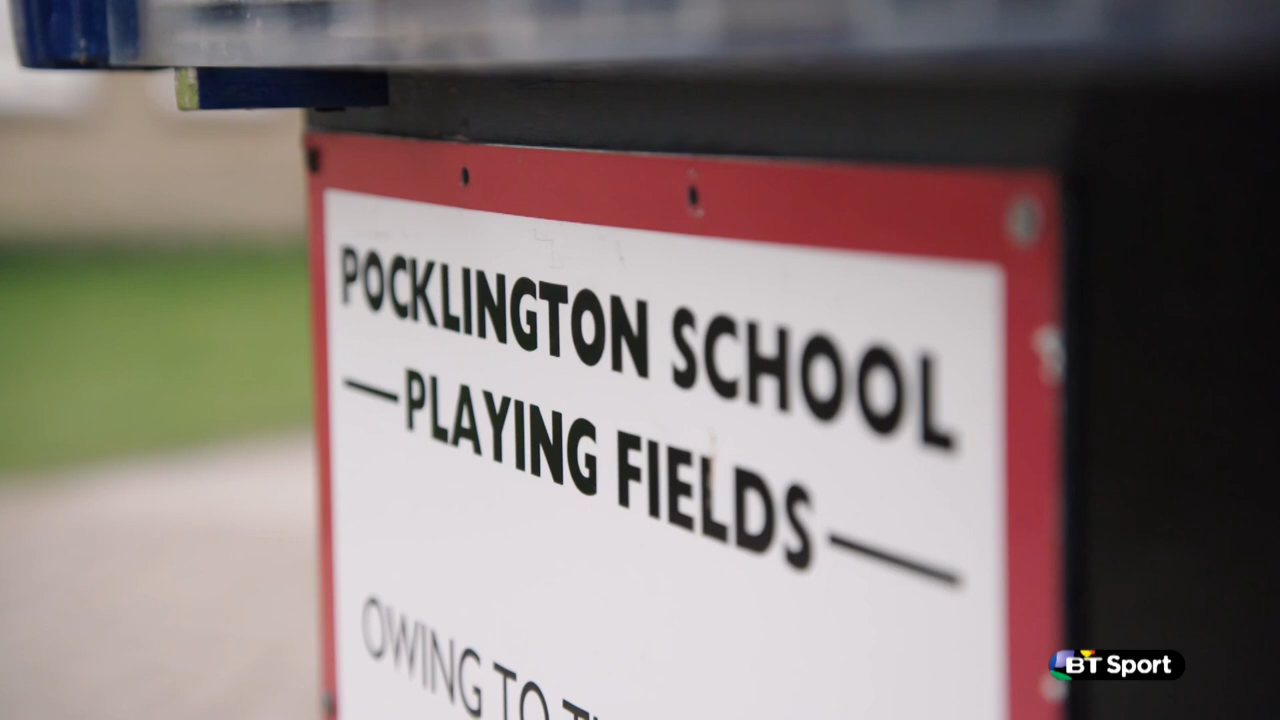 POCKLINGTON SCHOOL
—PLAYING FIELDS—
OWING TO
BT Sport